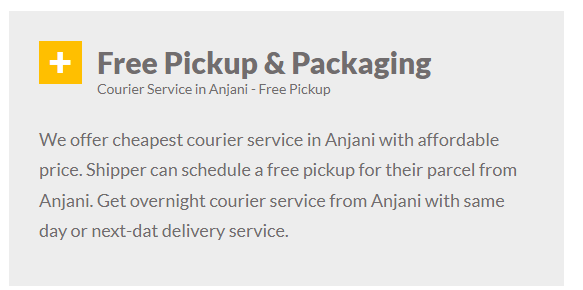 Free Pickup & Packaging
Courier Service in Anjani - Free Pickup
We offer cheapest courier service in Anjani with affordable
price. Shipper can schedule a free pickup for their parcel from
Anjani. Get overnight courier service from Anjani with same
day or next-dat delivery service.